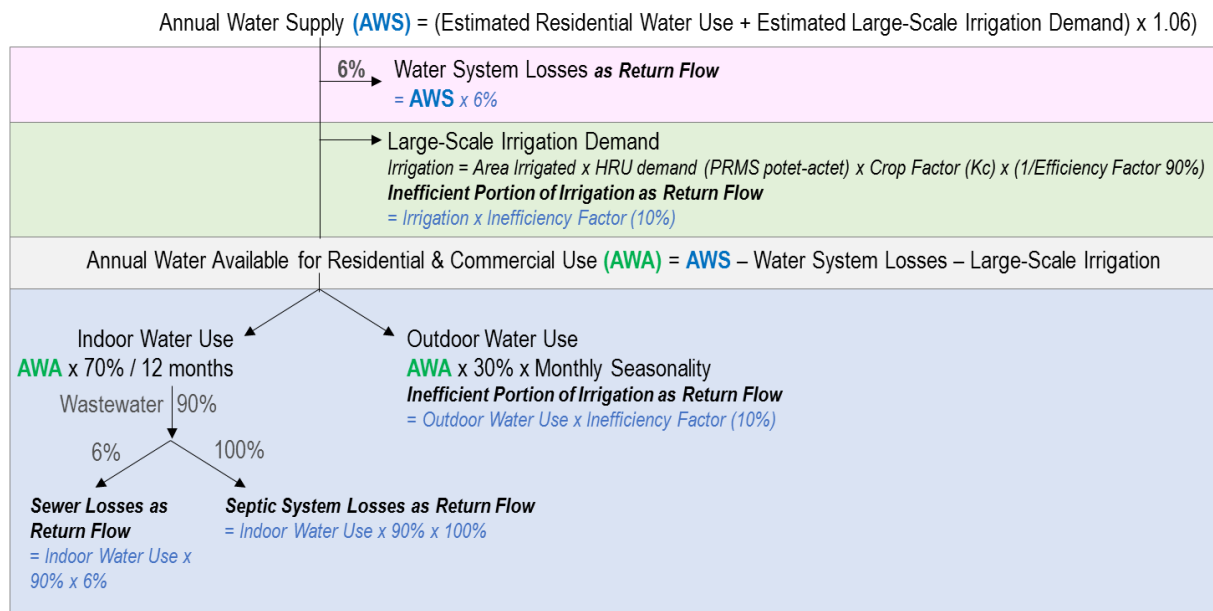 Annual Water Supply (AWS) = (Estimated Residential Water Use + Estimated Large-Scale Irrigation Demand) x 1.06)
6%
Water System Losses as Return Flow
= AWS x 6%
Large-Scale Irrigation Demand
Irrigation = Area Irrigated x HRU demand (PRMS potet-actet) x Crop Factor (Kc) x (1/Efficiency Factor 90%)
Inefficient Portion of Irrigation as Return Flow
= Irrigation x Inefficiency Factor (10%)
Annual Water Available for Residential & Commercial Use (AWA) = AWS – Water System Losses – Large-Scale Irrigation
Indoor Water Use
AWA x 70% / 12 months
Outdoor Water Use
AWA x 30% x Monthly Seasonality
Inefficient Portion of Irrigation as Return Flow
= Outdoor Water Use x Inefficiency Factor (10%)
Wastewater 90%
6%
100%
Sewer Losses as
Return Flow
= Indoor Water Use x
90% x 6%
Septic System Losses as Return Flow
= Indoor Water Use x 90% x 100%